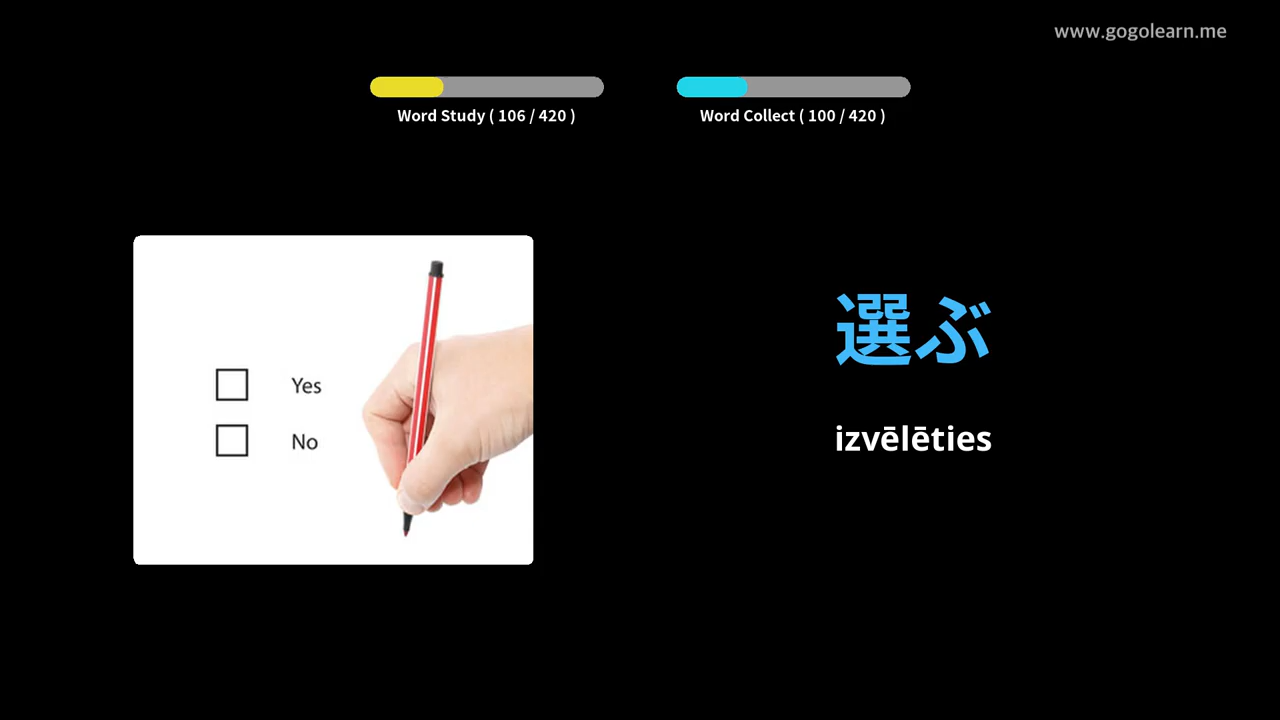 www.gogolearn.me
Word Study ( 106 / 420 )
Word Collect ( 100 / 420 )
Yes
No
選ぶ
izvēlēties